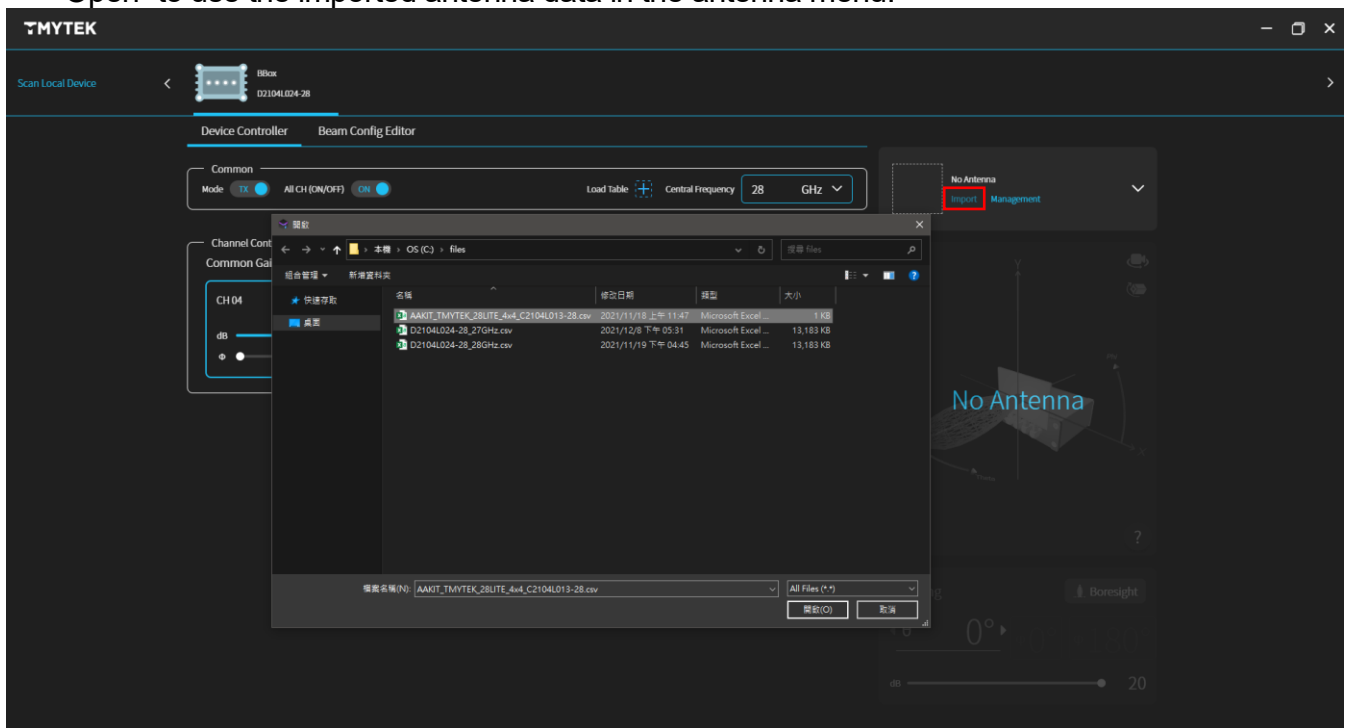 "Open" to use the imported antenna data in the antenna menu.
TMYTEK
Scan Local Device
BBox
D2104L024-28
Device Controller Beam Config Editor
Common
Mode TX All CH (ON/OFF) ON Load Table Central Frequency 28 GHz
No Antenna
Import Management
開啟
本機 › OS (C:) › files
搜尋 files
組合管理 新增資料夾
Channel Cont
Common Gai
CH 04
dB
Φ
快速存取
桌面
名稱 修改日期 類型 大小
AAKIT_TMYTEK_28LITE_4x4_C2104L013-28.csv 2021/11/18 上午 11:47 Microsoft Excel ... 1 KB
D2104L024-28_27GHz.csv 2021/12/8 下午 05:31 Microsoft Excel ... 13,183 KB
D2104L024-28_28GHz.csv 2021/11/19 下午 04:45 Microsoft Excel ... 13,183 KB
Y
Phi
X
No Antenna
?
檔案名稱(N): AAKIT_TMYTEK_28LITE_4x4_C2104L013-28.csv All Files (*.*)
開啟(O) 取消
g Boresight
0°
dB 20